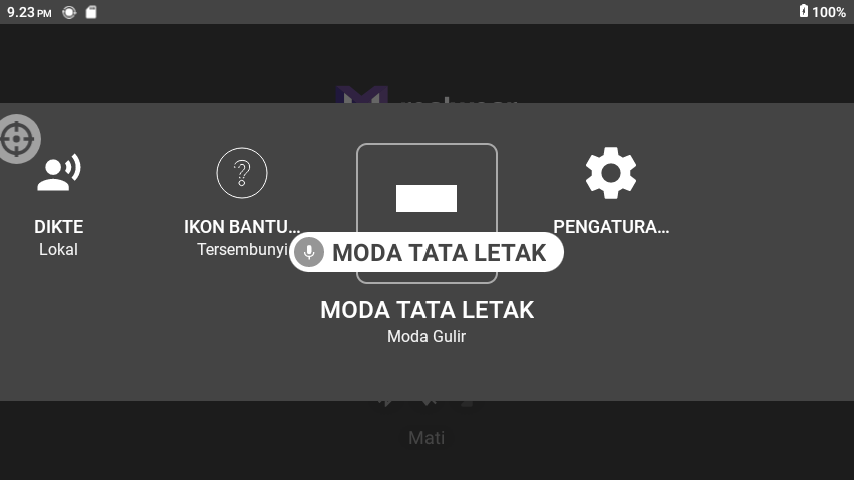 9.23 PM
100%
DIKTE
Lokal
IKON BANTU...
Tersembunyi
MODA TATA LETAK
PENGATURA...
MODA TATA LETAK
Moda Gulir
Mati